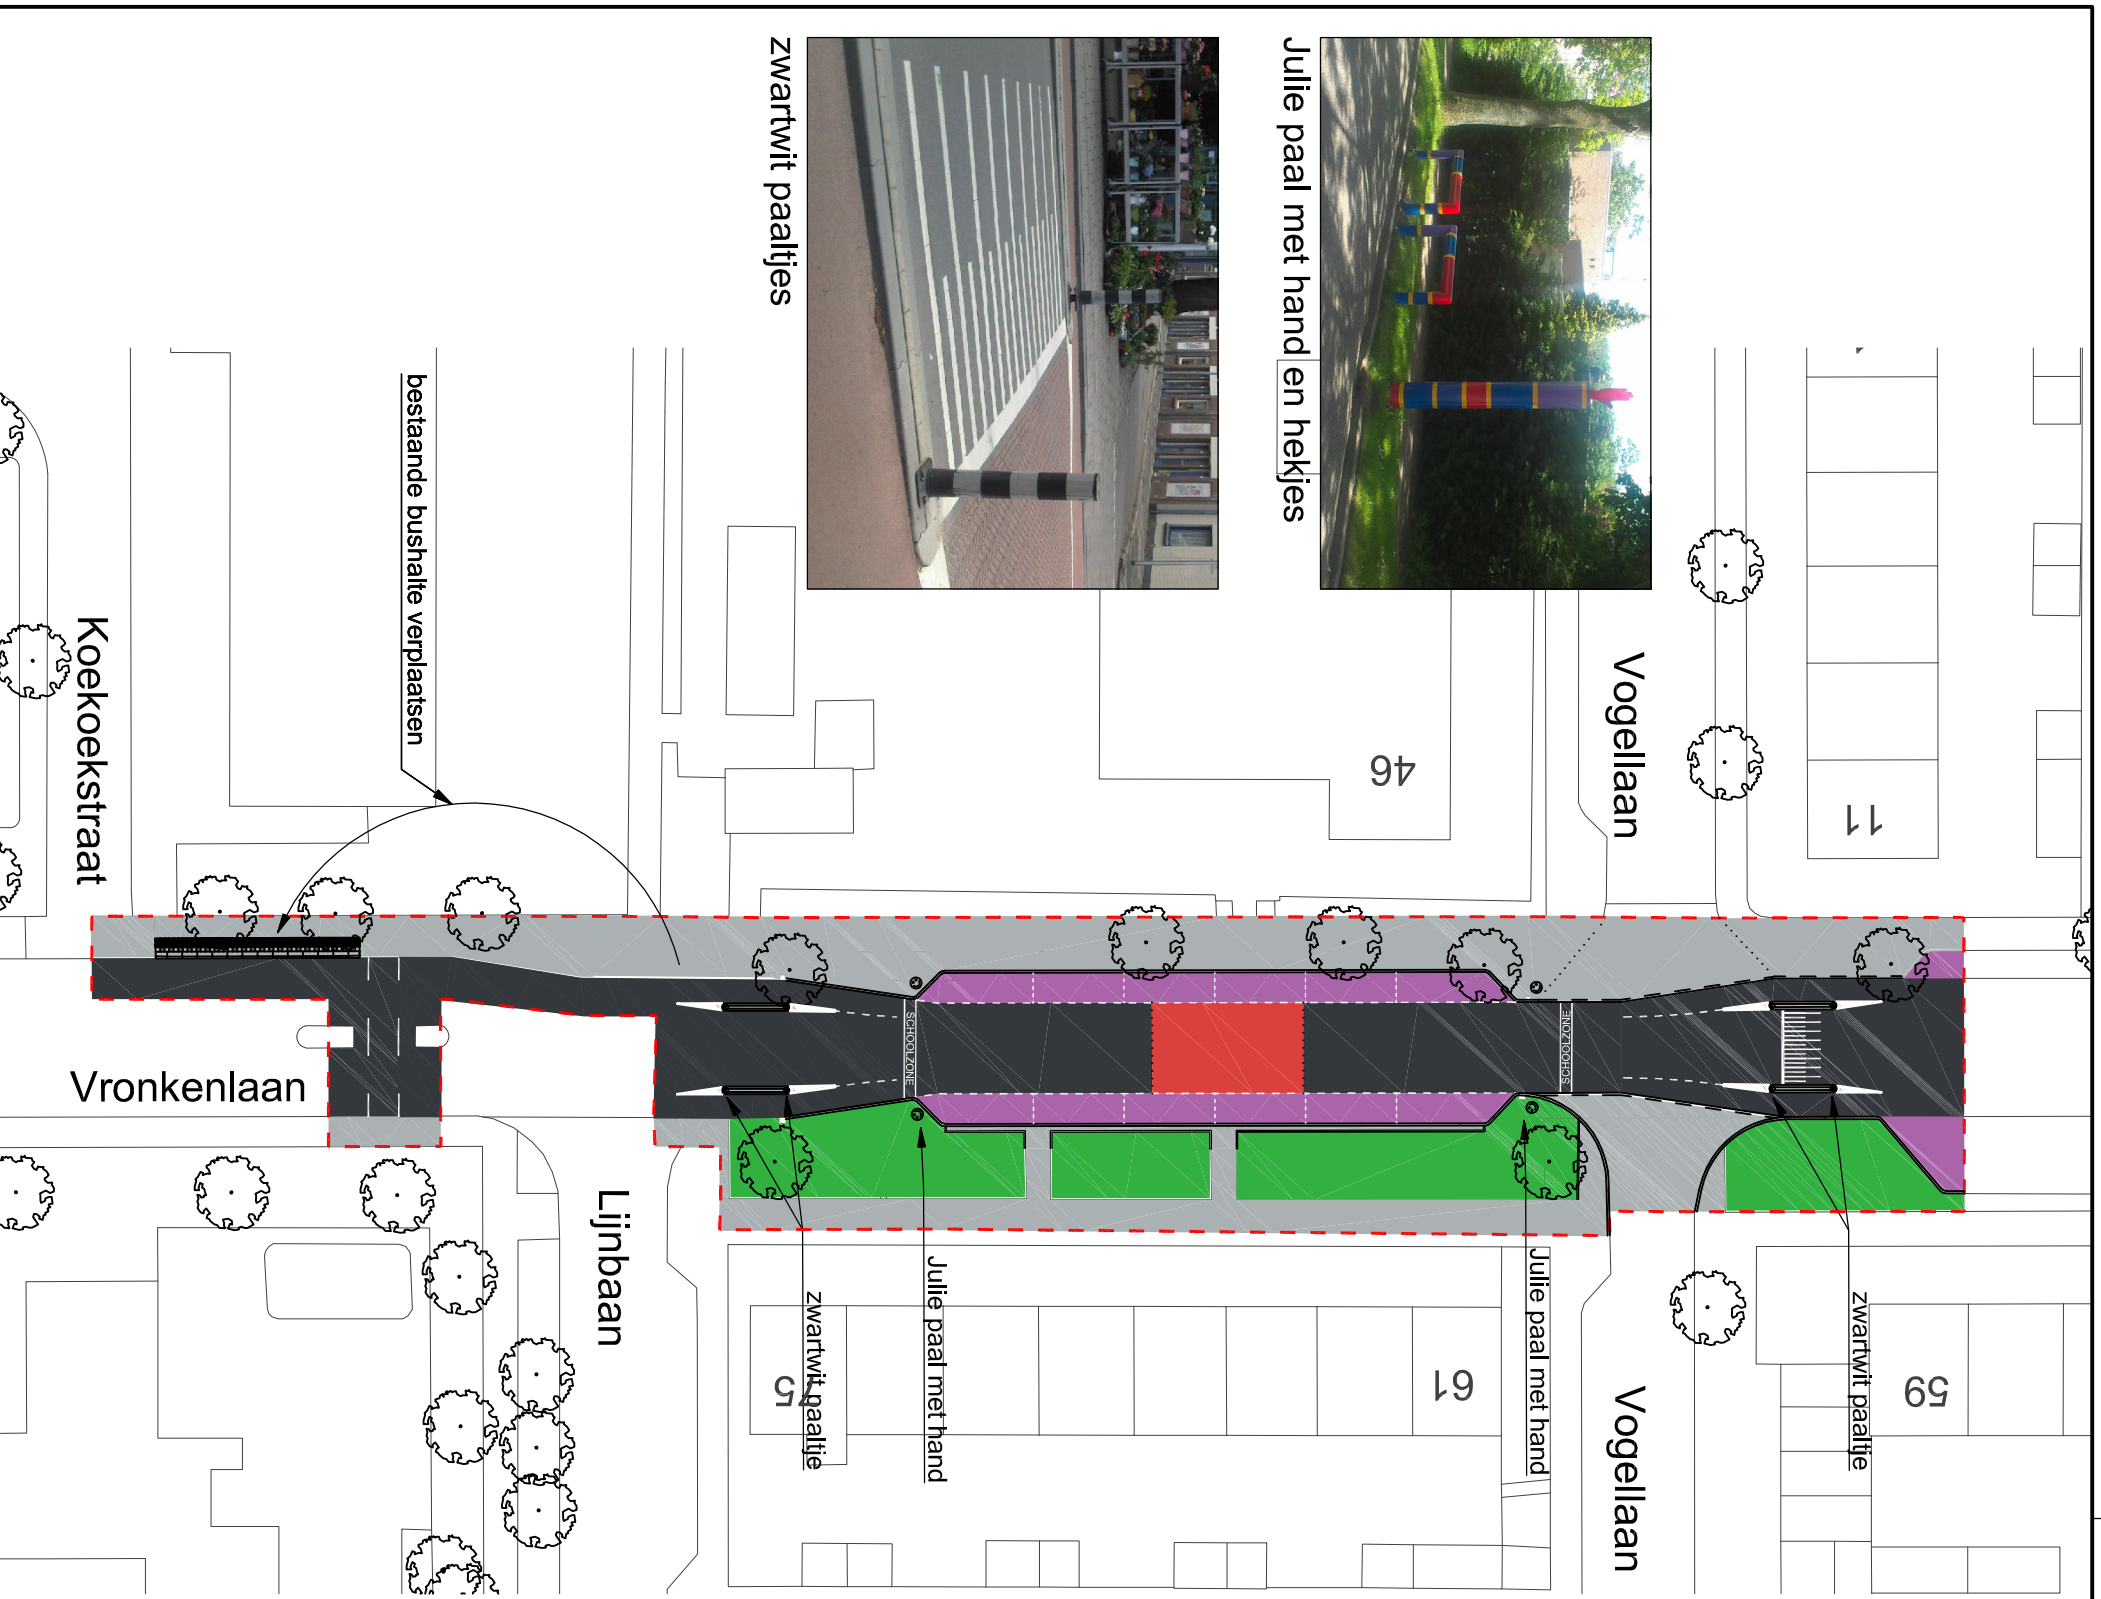 Julie paal met hand en hekjes
zwartwit paaltjes
bestaande bushalte verplaatsen
Koekoekstraat
Vogellaan
46
11
Vronkenlaan
SCHOOLZONE
SCHOOLZONE
Lijnbaan
zwartwit paaltje
Julie paal met hand
Julie paal met hand
zwartwit paaltje
75
61
59
Vogellaan